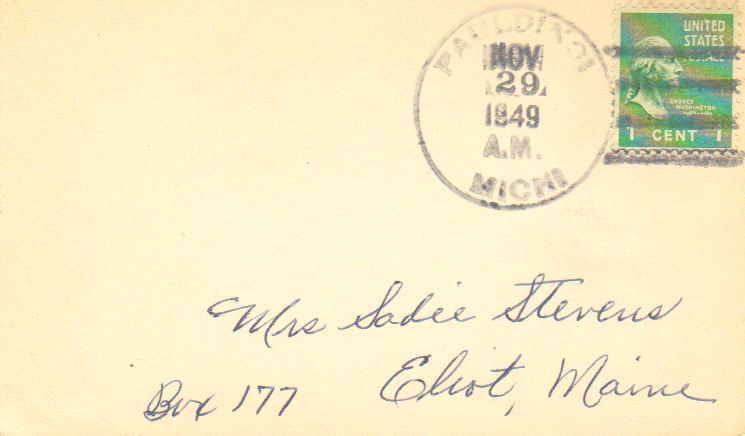 NOV
29
1949
A.M.
MICH
UNITED
STATES
POSTAGE
GEORGE
WASHINGTON
1 CENT 1
Mrs Sadie Stevens
Eliot, Maine
Box 177